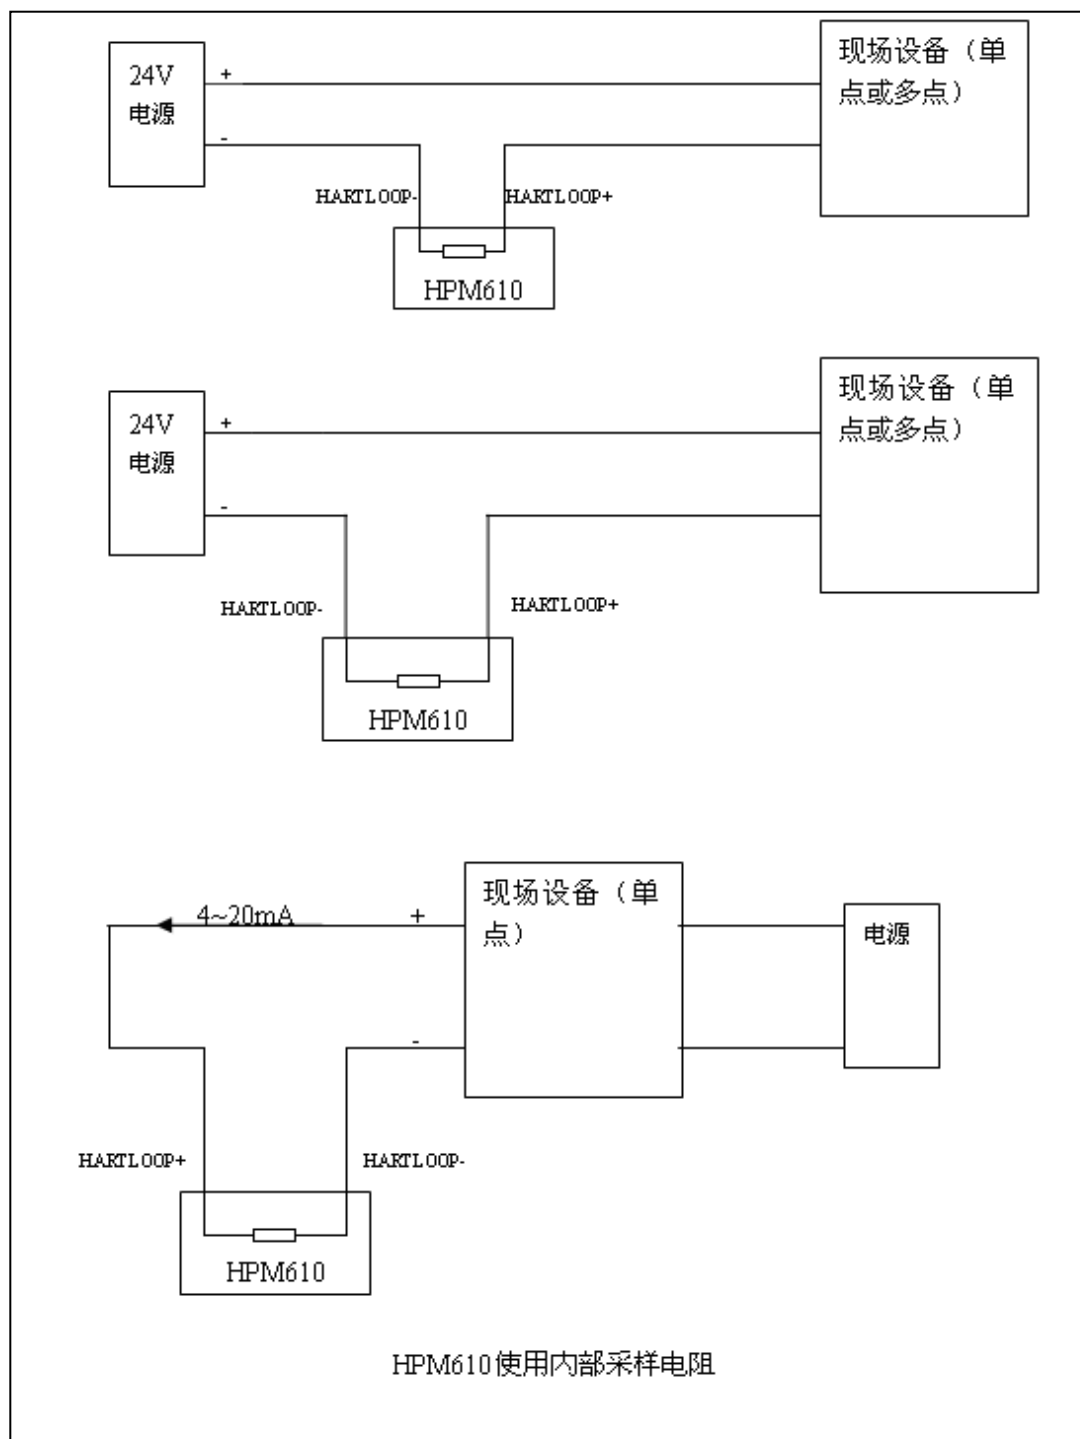 24V
电源
+
-
现场设备（单
点或多点）
HARTLOOP-
HARTLOOP+
HPM610
24V
电源
+
-
现场设备（单
点或多点）
HARTLOOP-
HARTLOOP+
HPM610
4~20mA
+
-
现场设备（单
点）
电源
HARTLOOP+
HARTLOOP-
HPM610
HPM610使用内部采样电阻